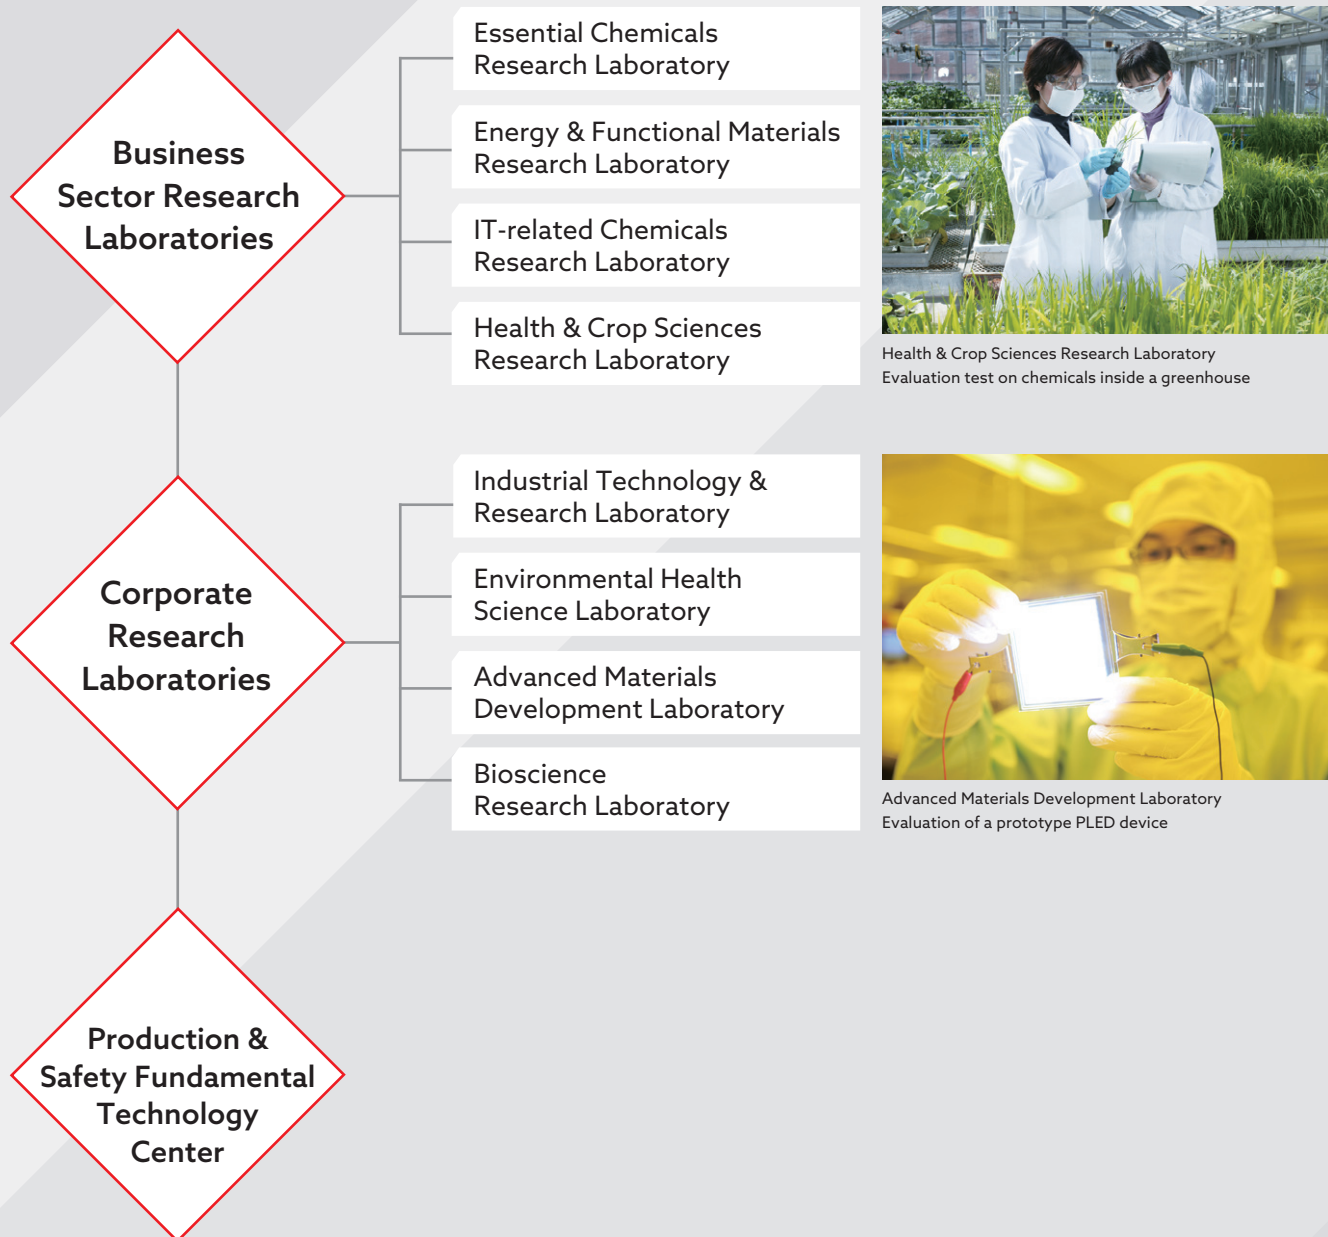 Business
Sector Research
Laboratories
Essential Chemicals
Research Laboratory
Energy & Functional Materials
Research Laboratory
IT-related Chemicals
Research Laboratory
Health & Crop Sciences
Research Laboratory
Health & Crop Sciences Research Laboratory
Evaluation test on chemicals inside a greenhouse
Corporate
Research
Laboratories
Industrial Technology &
Research Laboratory
Environmental Health
Science Laboratory
Advanced Materials
Development Laboratory
Bioscience
Research Laboratory
Advanced Materials Development Laboratory
Evaluation of a prototype PLED device
Production &
Safety Fundamental
Technology
Center